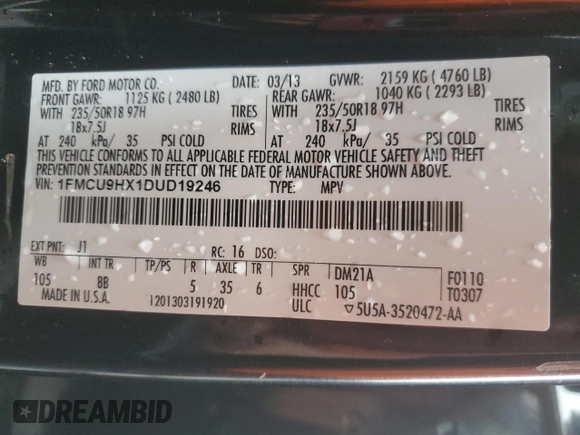 MFD. BY FORD MOTOR CO.
DATE: 03/13 GVWR: 2159 KG ( 4760 LB)
FRONT GAWR: 1125 KG ( 2480 LB)
REAR GAWR: 1040 KG ( 2293 LB)
WITH 235/50R18 97H TIRES
WITH 235/50R18 97H TIRES
18x7.5J RIMS
18x7.5J RIMS
AT 240 kPa/ 35 PSI COLD
AT 240 kPa/ 35 PSI COLD
THIS VEHICLE CONFORMS TO ALL APPLICABLE FEDERAL MOTOR VEHICLE SAFETY AND THEFT
PREVENTION STANDARDS IN EFFECT ON THE DATE OF MANUFACTURE SHOWN ABOVE.
VIN: 1FMCU9HX1DUD19246 TYPE: MPV
EXT PNT: J1 RC: 16 DSO:
WB INT TR TP/PS R AXLE TR SPR DM21A F0110
105 BB 5 35 6 HHCC 105 T0307
MADE IN U.S.A. 1201303191920 ULC ▽5U5A-3520472-AA
DREAMBID